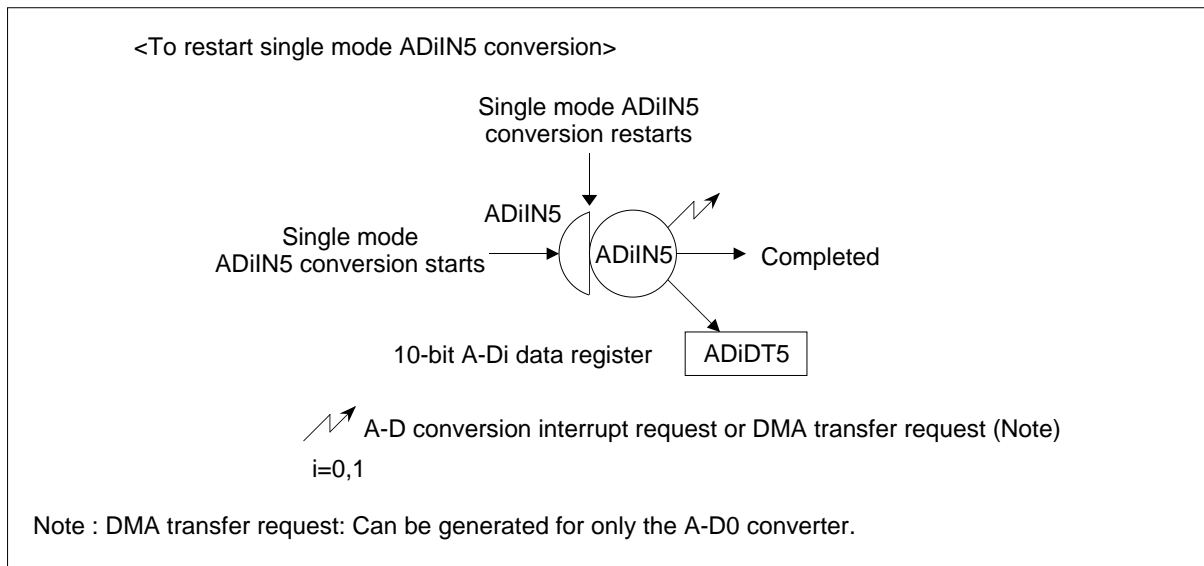 <To restart single mode ADiIN5 conversion>
Single mode ADiIN5
conversion restarts
ADiIN5
Single mode
ADiIN5 conversion starts
ADiIN5
Completed
10-bit A-Di data register
ADiDT5
A-D conversion interrupt request or DMA transfer request (Note)
i=0,1
Note : DMA transfer request: Can be generated for only the A-D0 converter.